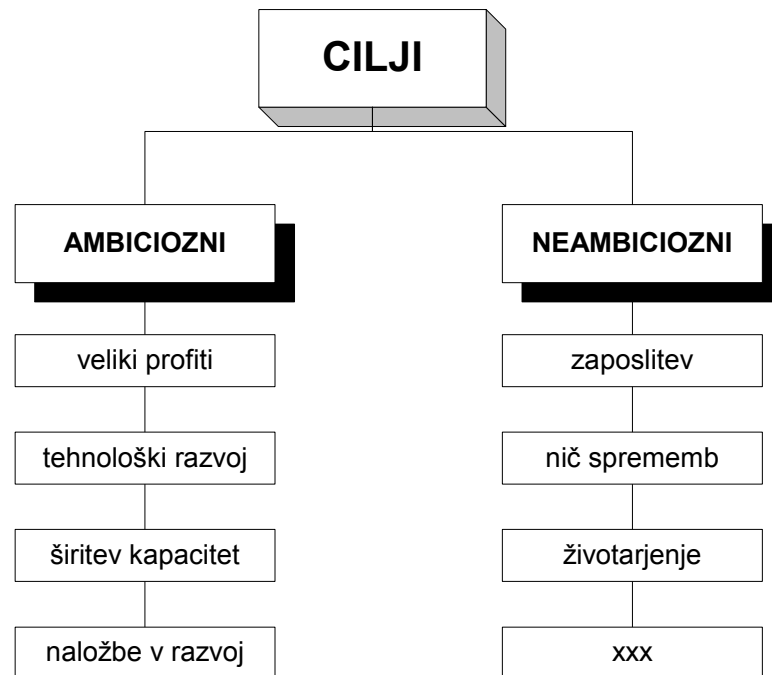 CILJI
AMBICIOZNI
NEAMBICIOZNI
veliki profiti
zaposlitev
tehnološki razvoj
nič sprememb
širitev kapacitet
životarjenje
naložbe v razvoj
xxx